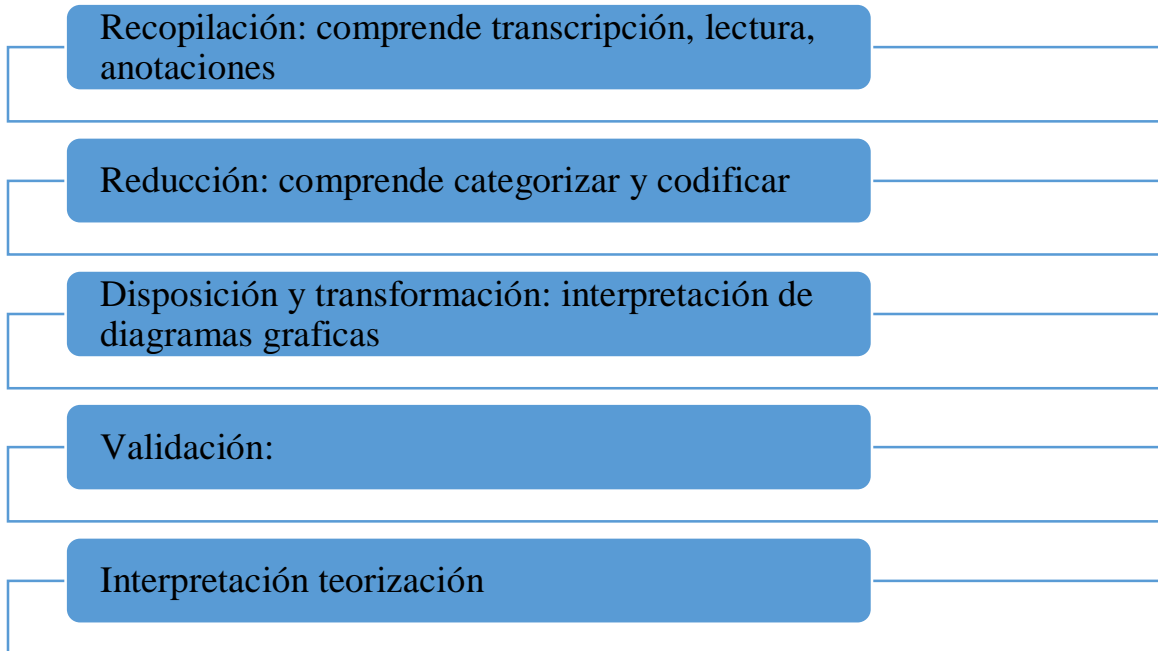 Recopilación: comprende transcripción, lectura,
anotaciones
Reducción: comprende categorizar y codificar
Disposición y transformación: interpretación de
diagramas graficas
Validación:
Interpretación teorización